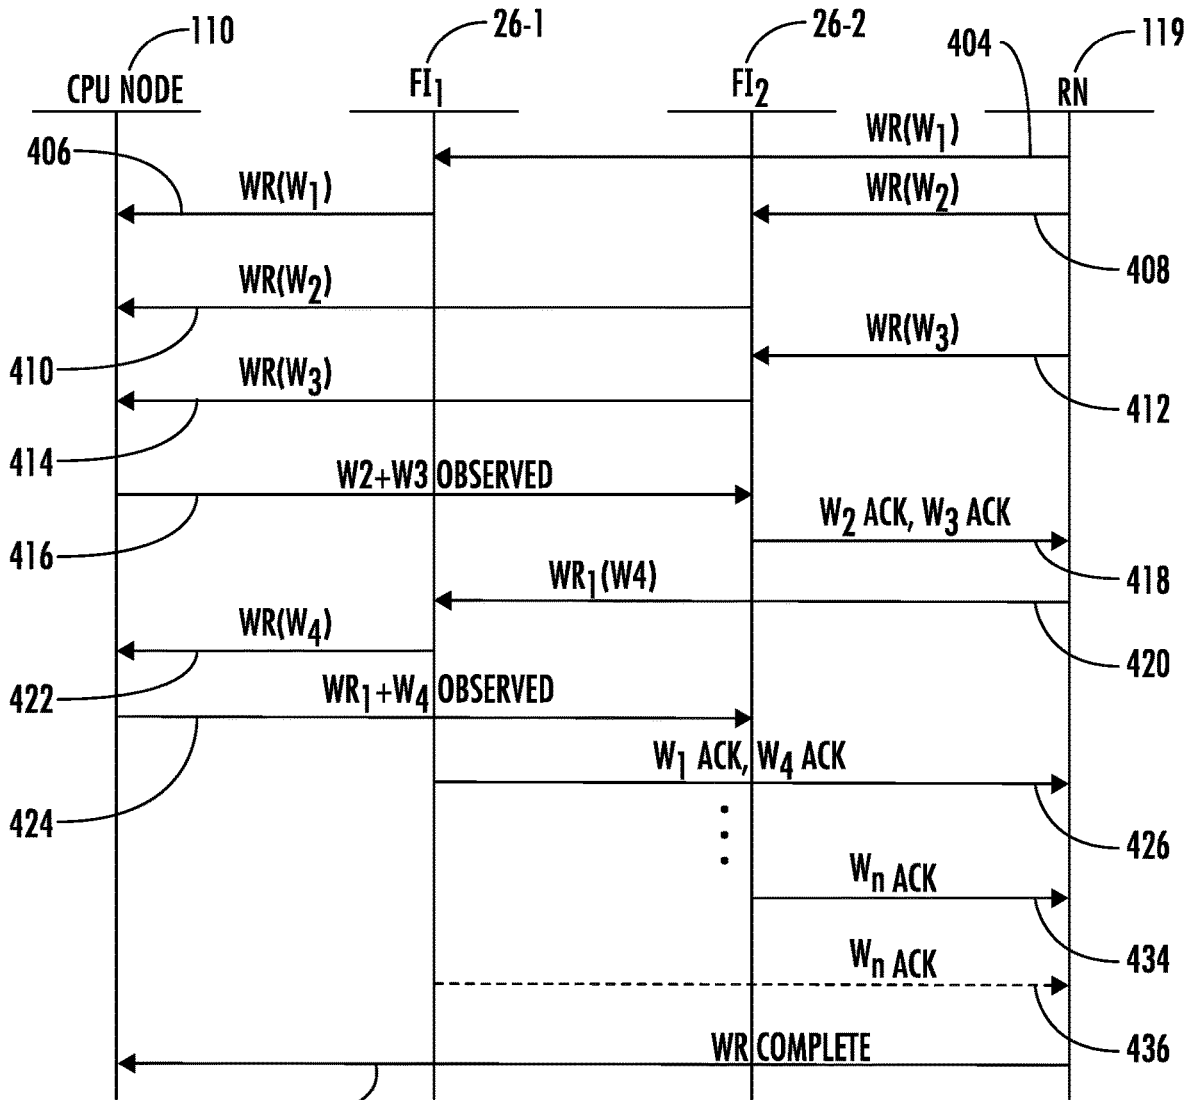 110
26-1
26-2
404
119
CPU NODE
FI1
FI2
RN
WR(W1)
406
WR(W1)
WR(W2)
408
WR(W2)
WR(W3)
410
WR(W3)
412
414
W2+W3 OBSERVED
W2 ACK, W3 ACK
416
418
WR1(W4)
WR(W4)
420
422
WR1+W4 OBSERVED
W1 ACK, W4 ACK
424
426
Wn ACK
434
Wn ACK
436
WR COMPLETE